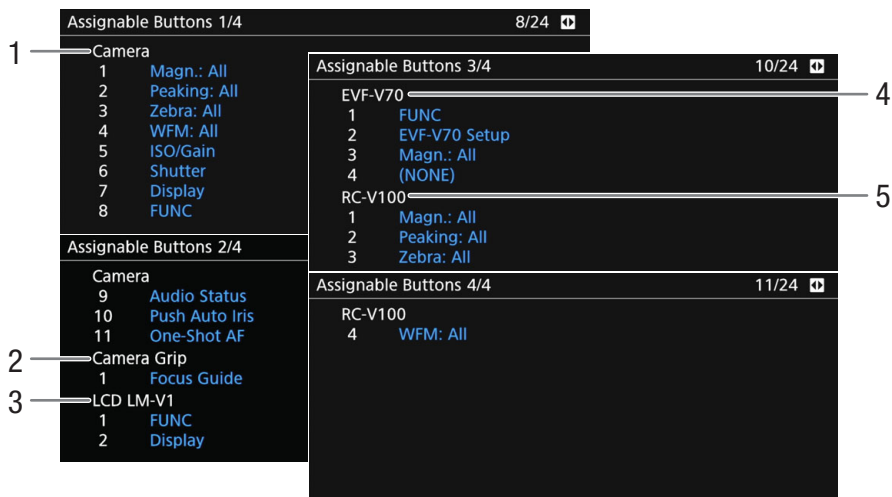 Assignable Buttons 1/4 8/24
1 Camera
1 Magn.: All
2 Peaking: All
3 Zebra: All
4 WFM: All
5 ISO/Gain
6 Shutter
7 Display
8 FUNC
Assignable Buttons 2/4
Camera
9 Audio Status
10 Push Auto Iris
11 One-Shot AF
2 Camera Grip
1 Focus Guide
3 LCD LM-V1
1 FUNC
2 Display
Assignable Buttons 3/4 10/24
EVF-V70 4
1 FUNC
2 EVF-V70 Setup
3 Magn.: All
4 (NONE)
RC-V100 5
1 Magn.: All
2 Peaking: All
3 Zebra: All
Assignable Buttons 4/4 11/24
RC-V100
4 WFM: All